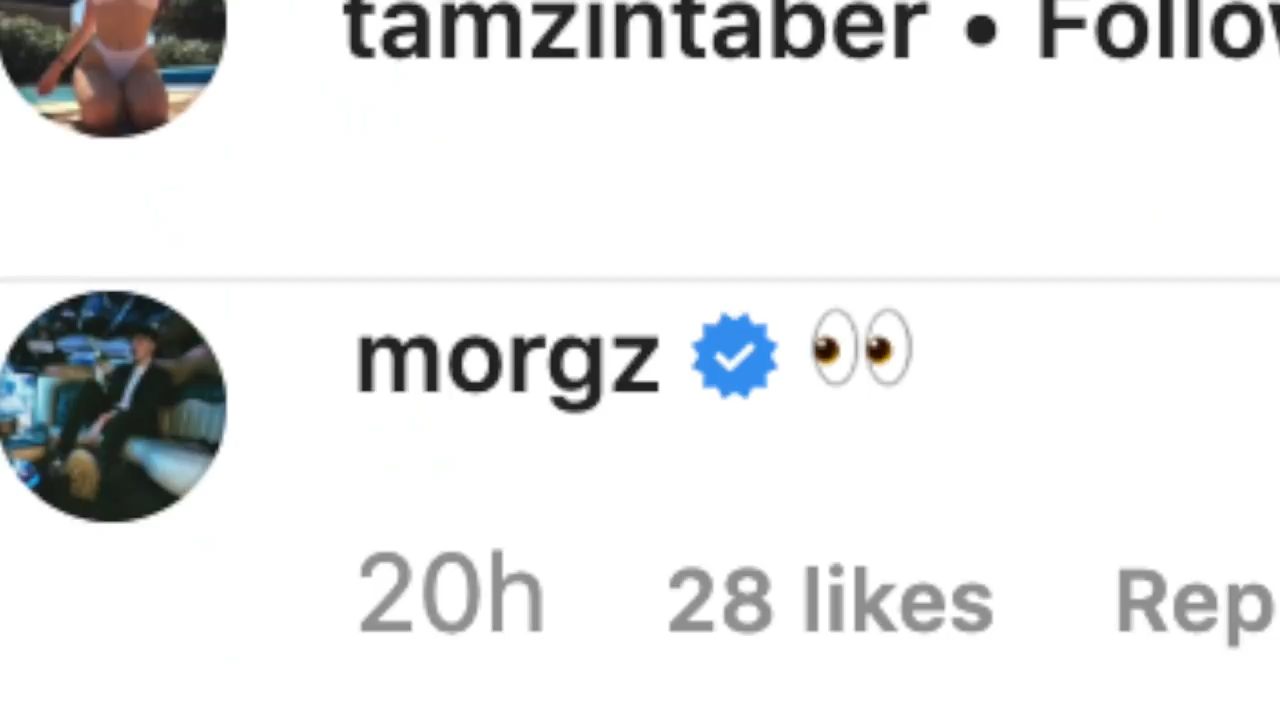 tamzintaber • Follow
morgz 👀
20h 28 likes Rep